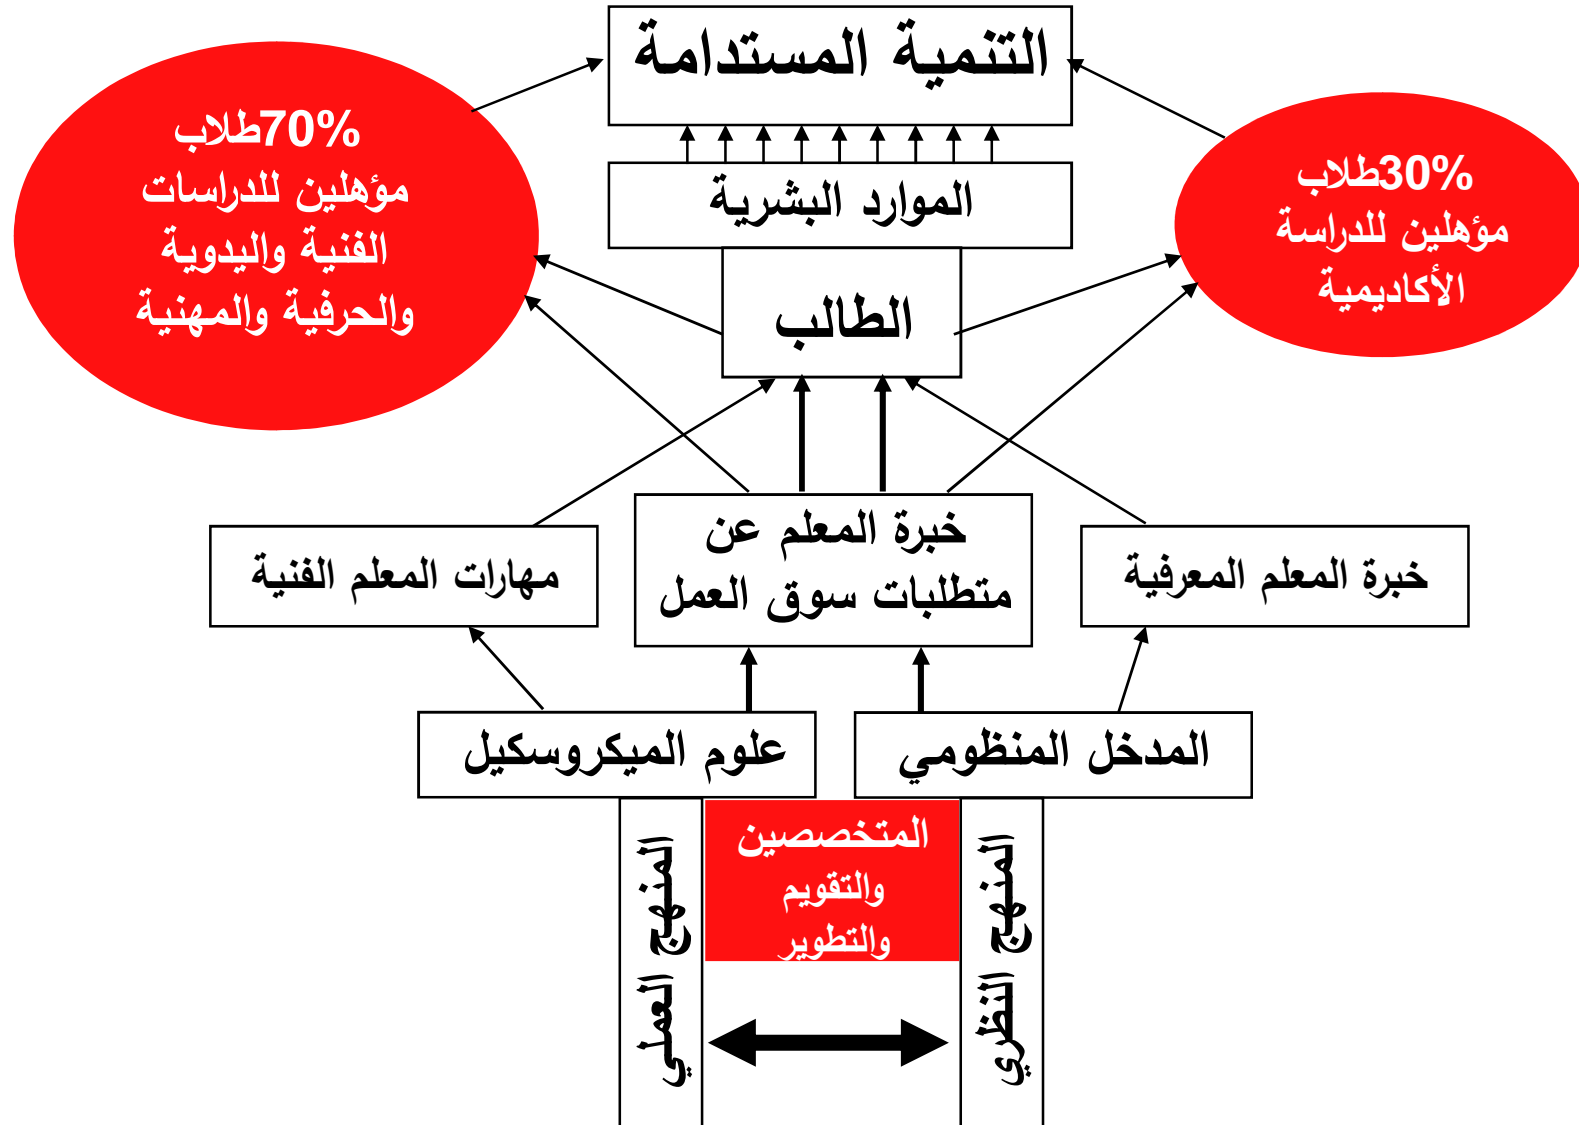 التنمية المستدامة
70%طلاب
مؤهلين للدراسات
الفنية واليدوية
والحرفية والمهنية
30%طلاب
مؤهلين للدراسة
الأكاديمية
الموارد البشرية
الطالب
خبرة المعلم عن
متطلبات سوق العمل
خبرة المعلم المعرفية
مهارات المعلم الفنية
المدخل المنظومي
علوم الميكروسكيل
المتخصصين
والتقويم
والتطوير
المنهج النظري
المنهج العملي